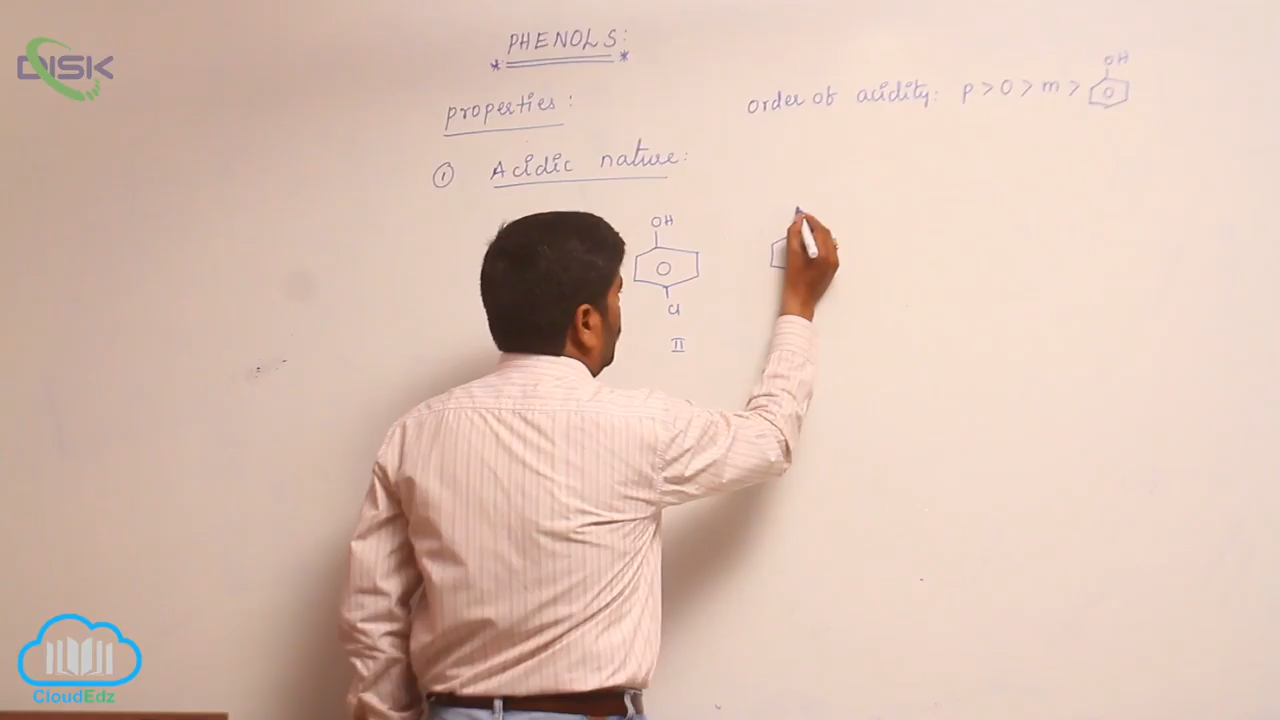 DISK
PHENOLS:
properties:
order of acidity: p > o > m > OH
① Acidic nature:
OH
Cl
II
CloudEdz